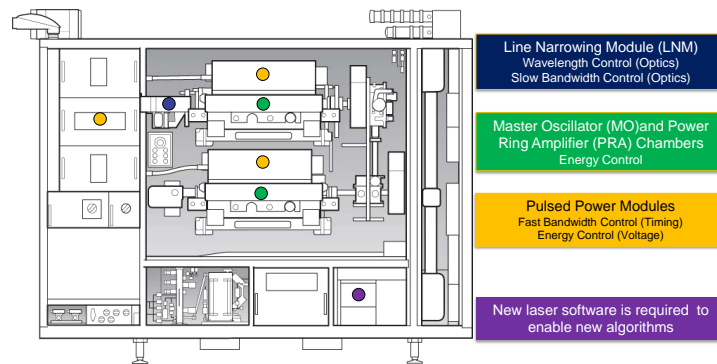 Line Narrowing Module (LNM)
Wavelength Control (Optics)
Slow Bandwidth Control (Optics)
Master Oscillator (MO)and Power
Ring Amplifier (PRA) Chambers
Energy Control
Pulsed Power Modules
Fast Bandwidth Control (Timing)
Energy Control (Voltage)
New laser software is required to
enable new algorithms